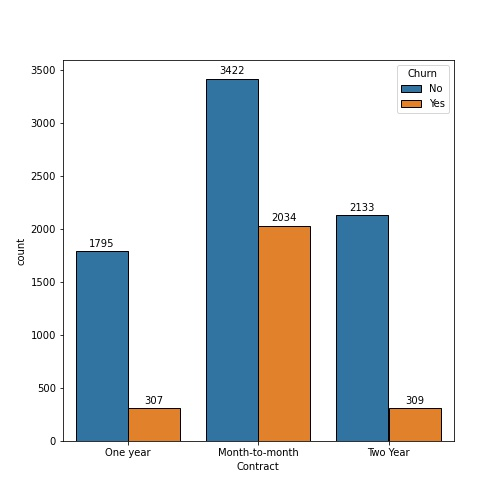 3422
Churn
No
Yes
3500
3000
2500
2000
1500
1000
500
0
count
1795
307
2034
2133
309
One year
Month-to-month
Two Year
Contract